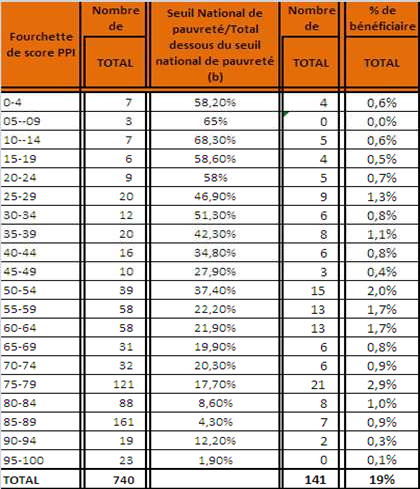 Fourchette de score PPI | Nombre de | Seuil National de pauvreté/Total dessous du seuil national de pauvreté (b) | Nombre de | % de bénéficiaire
TOTAL | TOTAL | TOTAL
0-4 | 7 | 58,20% | 4 | 0,6%
05--09 | 3 | 65% | 0 | 0,0%
10--14 | 7 | 68,30% | 5 | 0,6%
15-19 | 6 | 58,60% | 4 | 0,5%
20-24 | 9 | 58% | 5 | 0,7%
25-29 | 20 | 46,90% | 9 | 1,3%
30-34 | 12 | 51,30% | 6 | 0,8%
35-39 | 20 | 42,30% | 8 | 1,1%
40-44 | 16 | 34,80% | 6 | 0,8%
45-49 | 10 | 27,90% | 3 | 0,4%
50-54 | 39 | 37,40% | 15 | 2,0%
55-59 | 58 | 22,20% | 13 | 1,7%
60-64 | 58 | 21,90% | 13 | 1,7%
65-69 | 31 | 19,90% | 6 | 0,8%
70-74 | 32 | 20,30% | 6 | 0,9%
75-79 | 121 | 17,70% | 21 | 2,9%
80-84 | 88 | 8,60% | 8 | 1,0%
85-89 | 161 | 4,30% | 7 | 0,9%
90-94 | 19 | 12,20% | 2 | 0,3%
95-100 | 23 | 1,90% | 0 | 0,1%
TOTAL | 740 | 141 | 19%